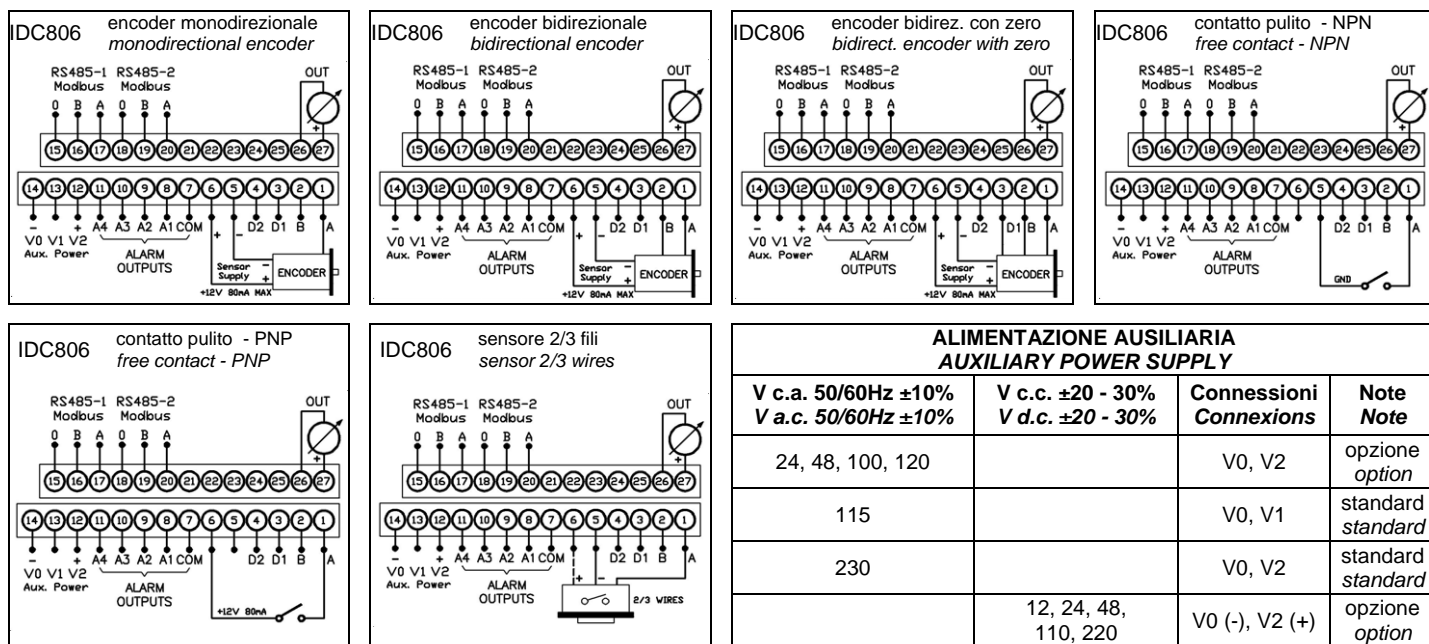 IDC806
encoder monodirezionale
monodirectional encoder
RS485-1 RS485-2
Modbus Modbus
OUT
0 B A 0 B A
+
15 16 17 18 19 20 21 22 23 24 25 26 27
14 13 12 11 10 9 8 7 6 5 4 3 2 1
- + A4 A3 A2 A1 COM + - D2 D1 B A
V0 V1 V2
Aux. Power
ALARM
OUTPUTS
Sensor -
Supply +
ENCODER
+12V 80mA MAX
IDC806
encoder bidirezionale
bidirectional encoder
RS485-1 RS485-2
Modbus Modbus
OUT
0 B A 0 B A
+
15 16 17 18 19 20 21 22 23 24 25 26 27
14 13 12 11 10 9 8 7 6 5 4 3 2 1
- + A4 A3 A2 A1 COM + - D2 D1 B A
V0 V1 V2
Aux. Power
ALARM
OUTPUTS
Sensor -
Supply +
ENCODER
+12V 80mA MAX
IDC806
encoder bidirez. con zero
bidirect. encoder with zero
RS485-1 RS485-2
Modbus Modbus
OUT
0 B A 0 B A
+
15 16 17 18 19 20 21 22 23 24 25 26 27
14 13 12 11 10 9 8 7 6 5 4 3 2 1
- + A4 A3 A2 A1 COM + - D2 D1 B A
V0 V1 V2
Aux. Power
ALARM
OUTPUTS
Sensor -
Supply +
ENCODER
+12V 80mA MAX
IDC806
contatto pulito - NPN
free contact - NPN
RS485-1 RS485-2
Modbus Modbus
OUT
0 B A 0 B A
+
15 16 17 18 19 20 21 22 23 24 25 26 27
14 13 12 11 10 9 8 7 6 5 4 3 2 1
- + A4 A3 A2 A1 COM D2 D1 B A
V0 V1 V2
Aux. Power
ALARM
OUTPUTS
GND
IDC806
contatto pulito - PNP
free contact - PNP
RS485-1 RS485-2
Modbus Modbus
OUT
0 B A 0 B A
+
15 16 17 18 19 20 21 22 23 24 25 26 27
14 13 12 11 10 9 8 7 6 5 4 3 2 1
- + A4 A3 A2 A1 COM D2 D1 B A
V0 V1 V2
Aux. Power
ALARM
OUTPUTS
+12V 80mA
IDC806
sensore 2/3 fili
sensor 2/3 wires
RS485-1 RS485-2
Modbus Modbus
OUT
0 B A 0 B A
+
15 16 17 18 19 20 21 22 23 24 25 26 27
14 13 12 11 10 9 8 7 6 5 4 3 2 1
- + A4 A3 A2 A1 COM + - D2 D1 B A
V0 V1 V2
Aux. Power
ALARM
OUTPUTS
2/3 WIRES
ALIMENTAZIONE AUSILIARIA
AUXILIARY POWER SUPPLY
V c.a. 50/60Hz ±10% V c.c. ±20 - 30% Connessioni Note
V a.c. 50/60Hz ±10% V d.c. ±20 - 30% Connexions Note
24, 48, 100, 120 V0, V2 opzione
option
115 V0, V1 standard
standard
230 V0, V2 standard
standard
12, 24, 48,
110, 220 V0 (-), V2 (+) opzione
option